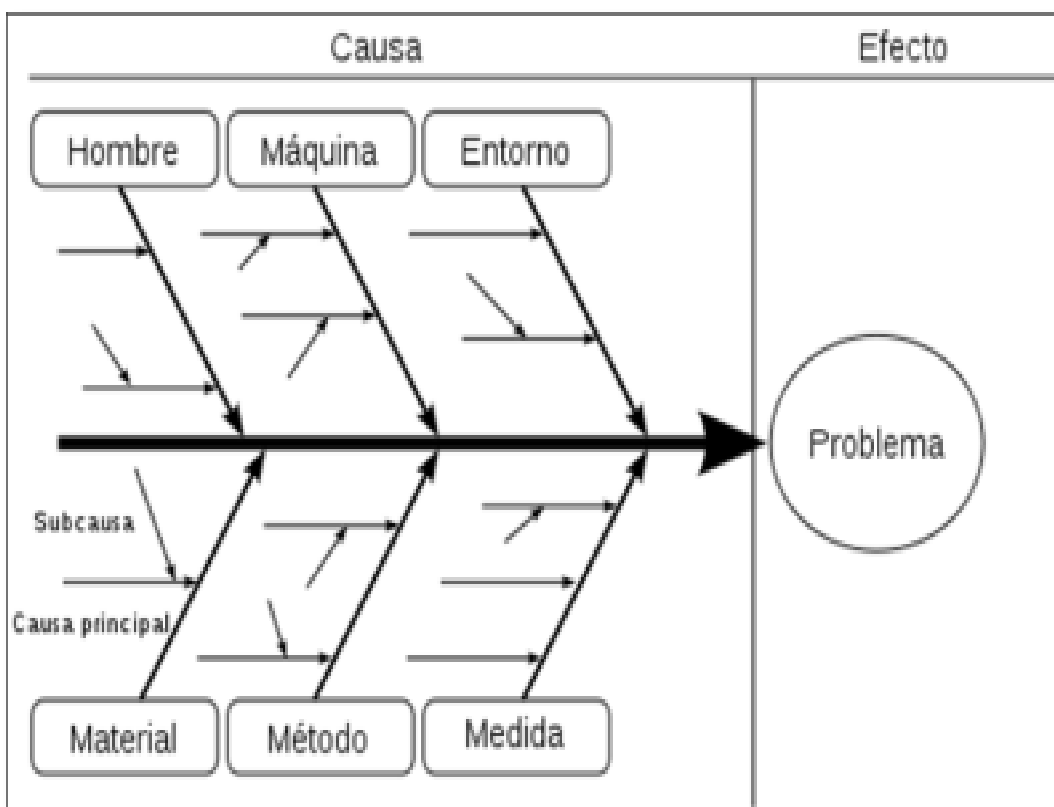 Causa
Efecto
Hombre
Máquina
Entorno
Problema
Subcausa
Causa principal
Material
Método
Medida